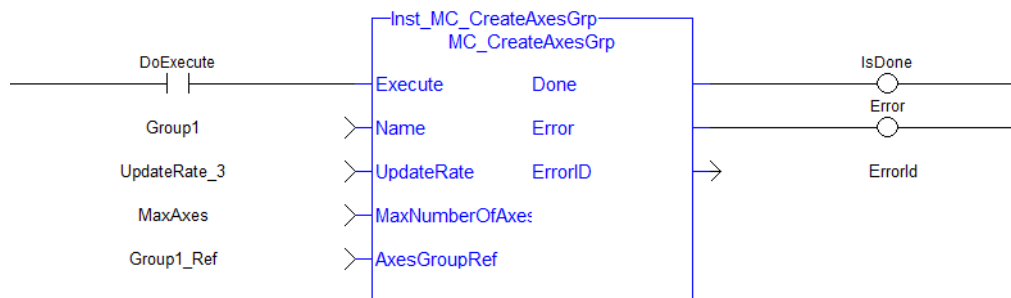 Inst_MC_CreateAxesGrp
MC_CreateAxesGrp
DoExecute
IsDone
Execute Done
Error
Group1 Name Error
UpdateRate_3 UpdateRate ErrorID ErrorId
MaxAxes MaxNumberOfAxes
Group1_Ref AxesGroupRef